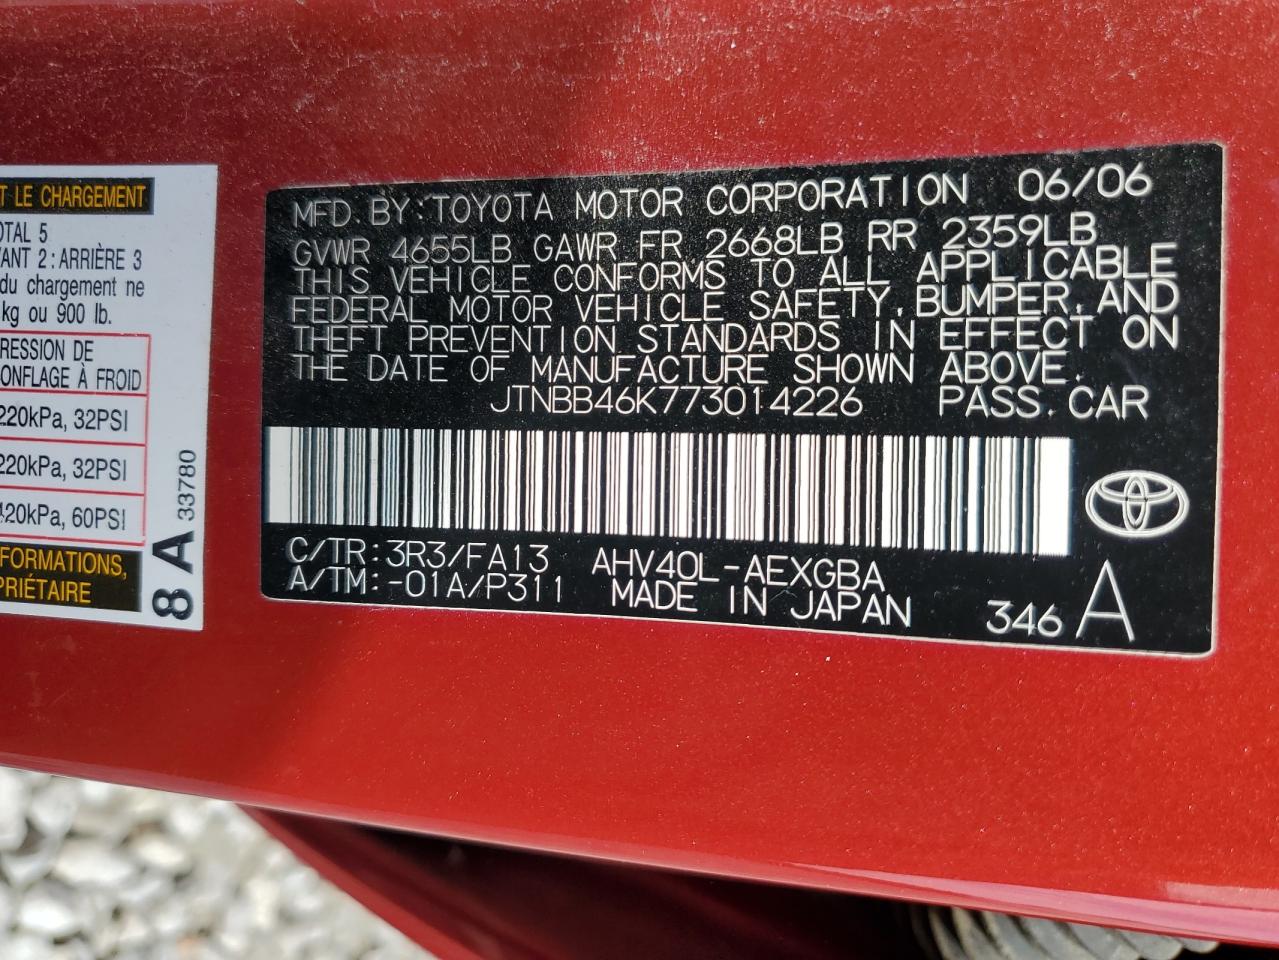 T LE CHARGEMENT
OTAL 5
ANT 2 : ARRIÈRE 3
du chargement ne
kg ou 900 lb.
RESSION DE
ONFLAGE À FROID
220kPa, 32PSI
220kPa, 32PSI
420kPa, 60PSI
FORMATIONS,
PRIÉTAIRE
8 A 33780
MFD. BY: TOYOTA MOTOR CORPORATION 06/06
GVWR 4655LB GAWR FR 2668LB RR 2359LB
THIS VEHICLE CONFORMS TO ALL APPLICABLE
FEDERAL MOTOR VEHICLE SAFETY, BUMPER, AND
THEFT PREVENTION STANDARDS IN EFFECT ON
THE DATE OF MANUFACTURE SHOWN ABOVE.
JTNBB46K773014226 PASS. CAR
C/TR: 3R3/FA13 AHV40L-AEXGBA
A/TM: -01A/P311 MADE IN JAPAN 346 A